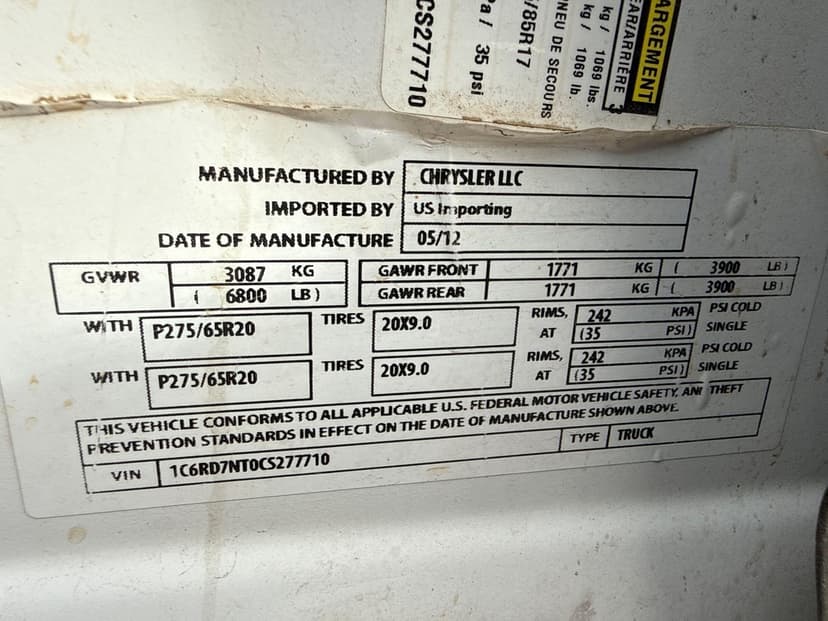 CS277710
Pa / 35 psi
/85R17
PNEU DE SECOURS
kg / 1069 lbs.
kg / 1069 lb.
EAR/ARRIÈRE 3
ARGEMENT
MANUFACTURED BY CHRYSLER LLC
IMPORTED BY US Importing
DATE OF MANUFACTURE 05/12
GVWR 3087 KG GAWR FRONT 1771 KG ( 3900 LB )
( 6800 LB ) GAWR REAR 1771 KG ( 3900 LB )
WITH P275/65R20 TIRES 20X9.0 RIMS, 242 KPA PSI COLD
AT (35 PSI) SINGLE
WITH P275/65R20 TIRES 20X9.0 RIMS, 242 KPA PSI COLD
AT (35 PSI) SINGLE
THIS VEHICLE CONFORMS TO ALL APPLICABLE U.S. FEDERAL MOTOR VEHICLE SAFETY, AND THEFT
PREVENTION STANDARDS IN EFFECT ON THE DATE OF MANUFACTURE SHOWN ABOVE.
VIN 1C6RD7NT0CS277710 TYPE TRUCK